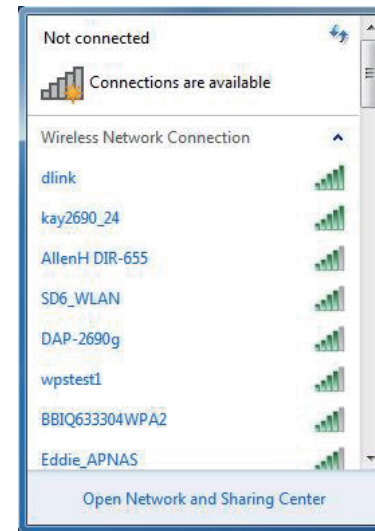 Not connected
Connections are available
Wireless Network Connection
dlink
kay2690_24
AllenH DIR-655
SD6_WLAN
DAP-2690g
wpstest1
BBIQ633304WPA2
Eddie_APNAS
Open Network and Sharing Center